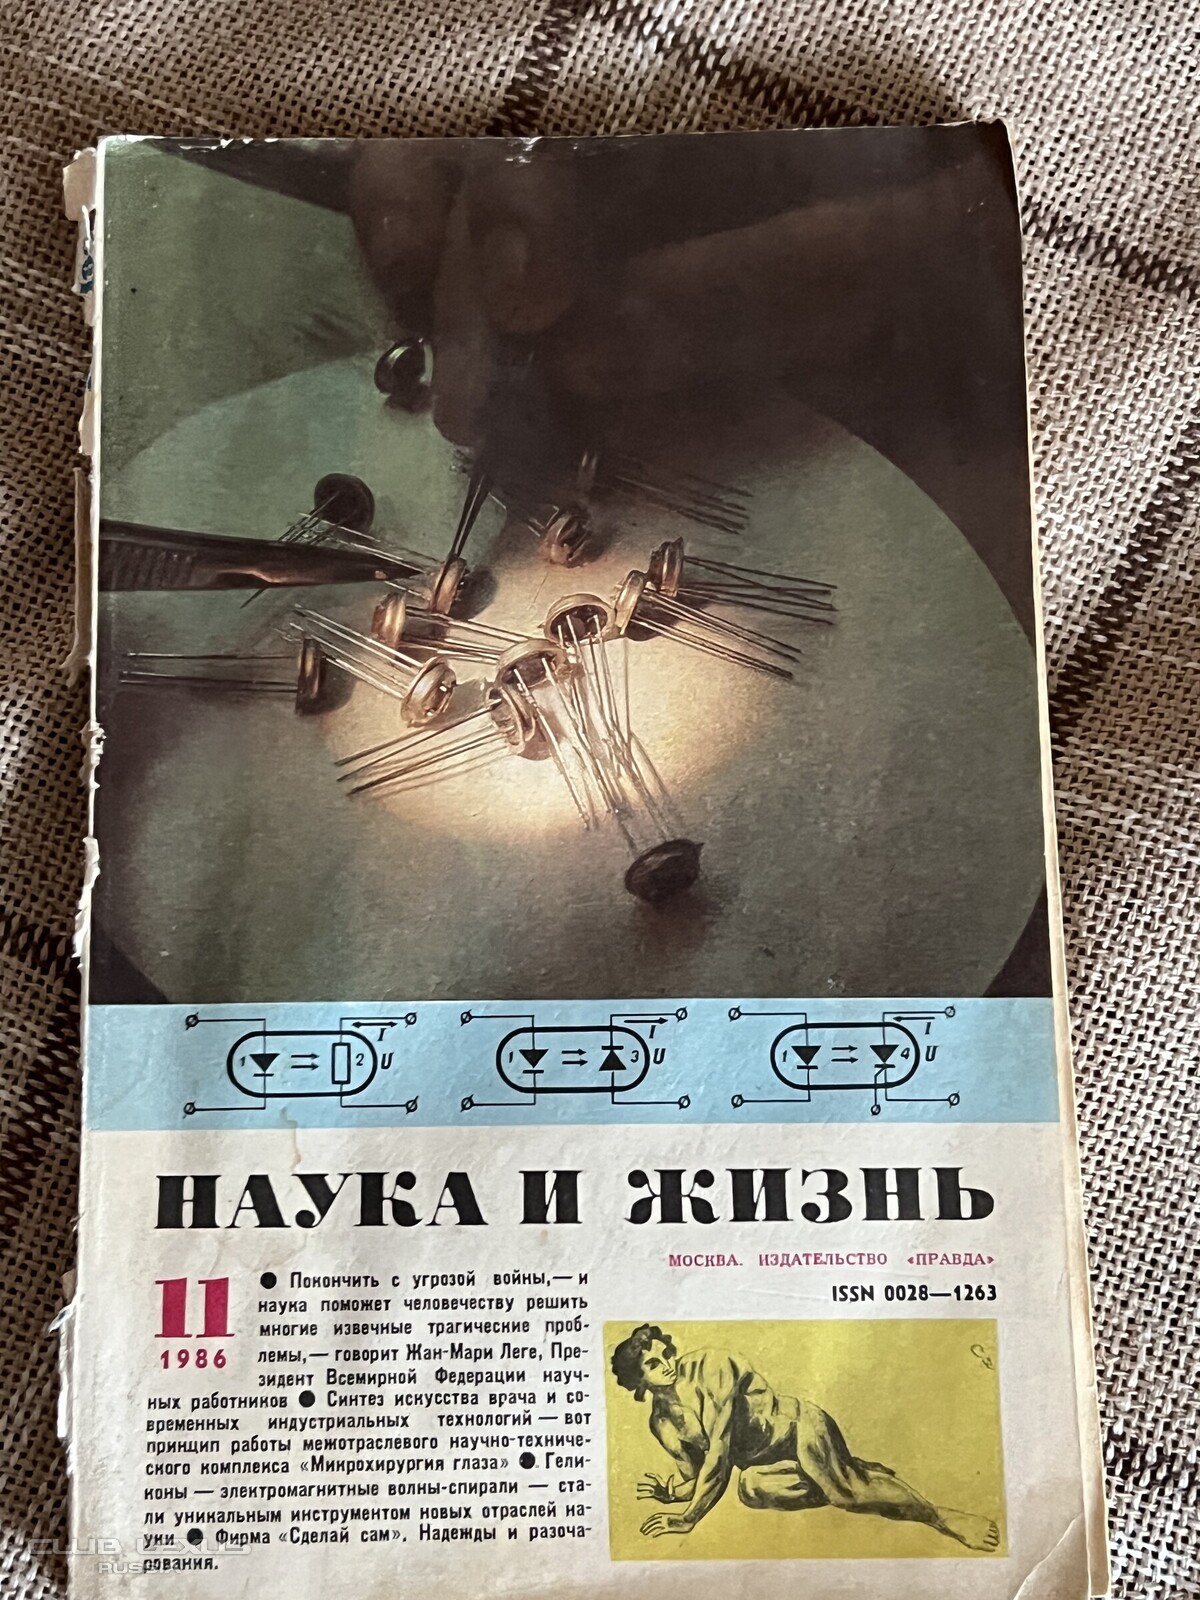 1
2
I
U
1
3
I
U
1
4
I
U
НАУКА И ЖИЗНЬ
МОСКВА. ИЗДАТЕЛЬСТВО «ПРАВДА»
ISSN 0028—1263
11
1986
● Покончить с угрозой войны,— и
наука поможет человечеству решить
многие извечные трагические проб-
лемы,— говорит Жан-Мари Леге, Пре-
зидент Всемирной Федерации науч-
ных работников ● Синтез искусства врача и со-
временных индустриальных технологий — вот
принцип работы межотраслевого научно-техниче-
ского комплекса «Микрохирургия глаза» ● Гели-
коны — электромагнитные волны-спирали — ста-
ли уникальным инструментом новых отраслей на-
уки ● Фирма «Сделай сам». Надежды и разоча-
рования.
CLUB LEXUS
RUSSIA